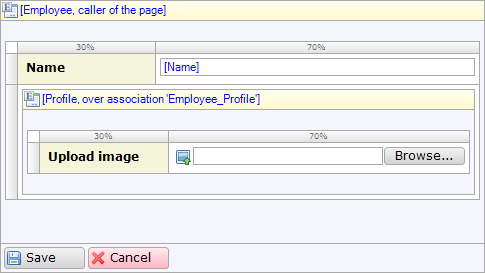 [Employee, caller of the page]
30% 70%
Name [Name]
[Profile, over association 'Employee_Profile']
30% 70%
Upload image Browse...
Save Cancel